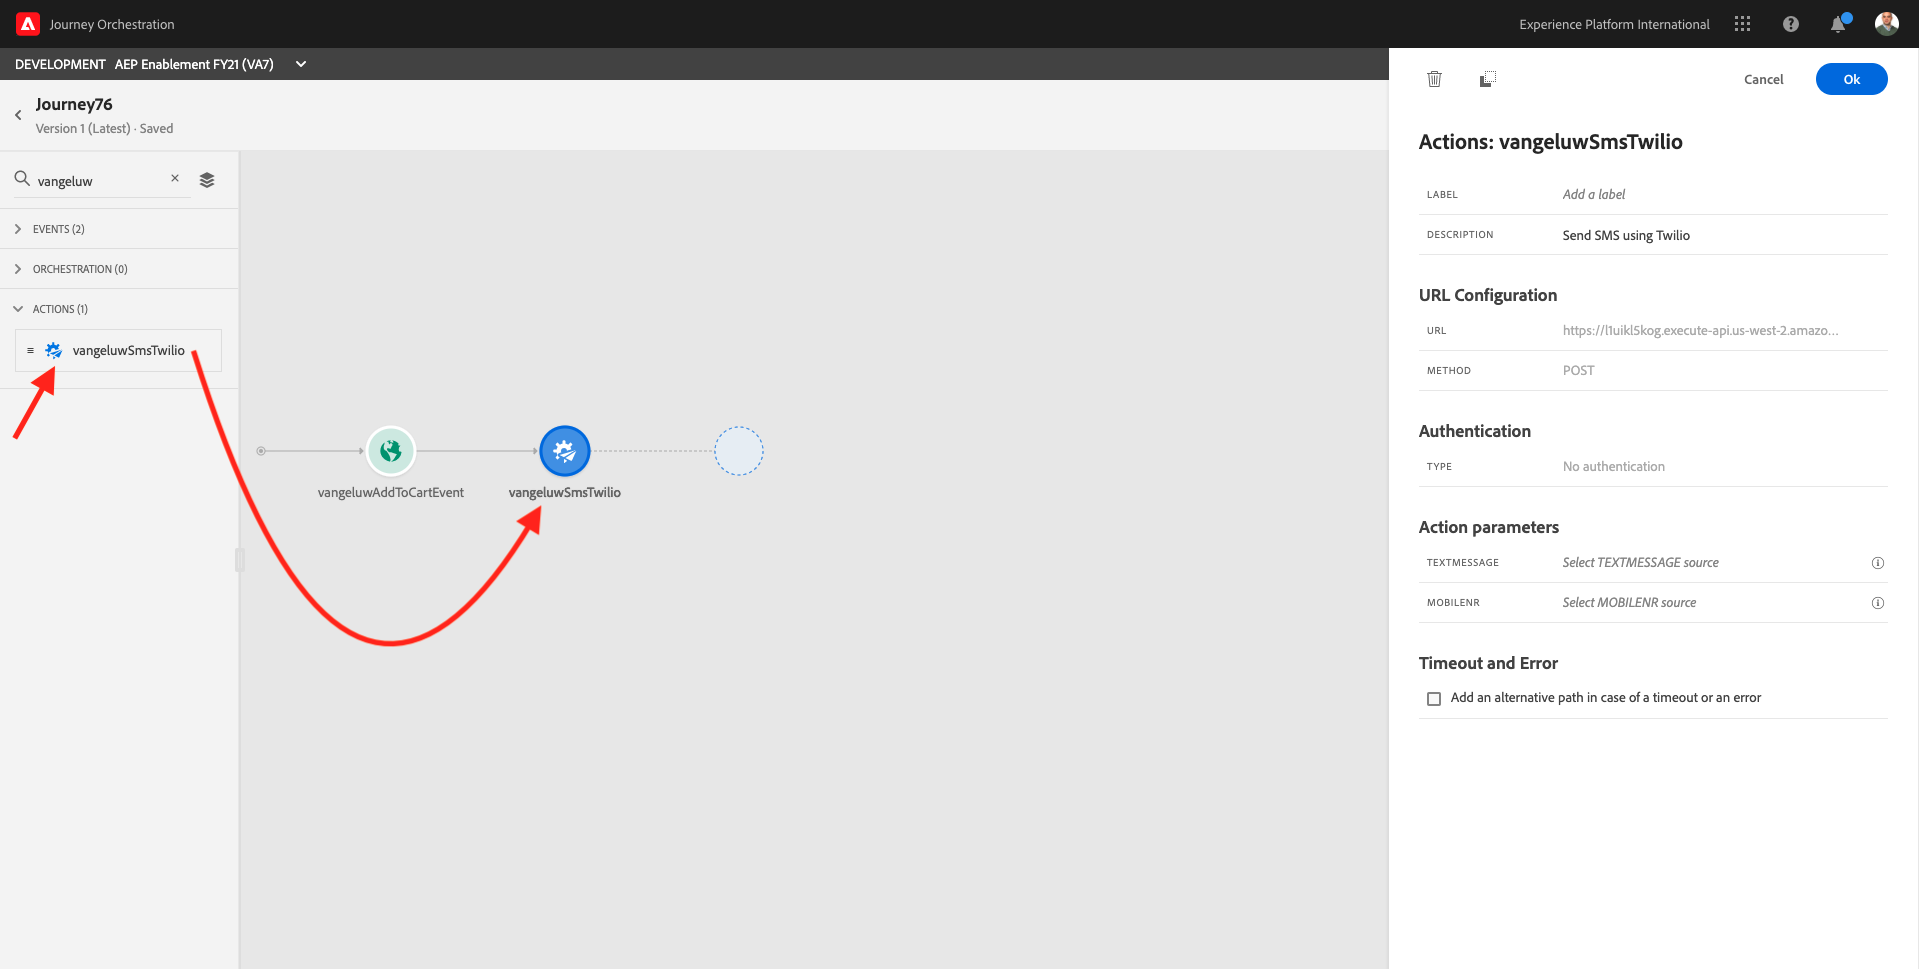 Journey Orchestration
Experience Platform International
DEVELOPMENT AEP Enablement FY21 (VA7)
Journey76
Version 1 (Latest) · Saved
vangeluw
EVENTS (2)
ORCHESTRATION (0)
ACTIONS (1)
vangeluwSmsTwilio
vangeluwAddToCartEvent
vangeluwSmsTwilio
Cancel
Ok
Actions: vangeluwSmsTwilio
LABEL Add a label
DESCRIPTION Send SMS using Twilio
URL Configuration
URL https://l1uikl5kog.execute-api.us-west-2.amazo...
METHOD POST
Authentication
TYPE No authentication
Action parameters
TEXTMESSAGE Select TEXTMESSAGE source
MOBILENR Select MOBILENR source
Timeout and Error
Add an alternative path in case of a timeout or an error